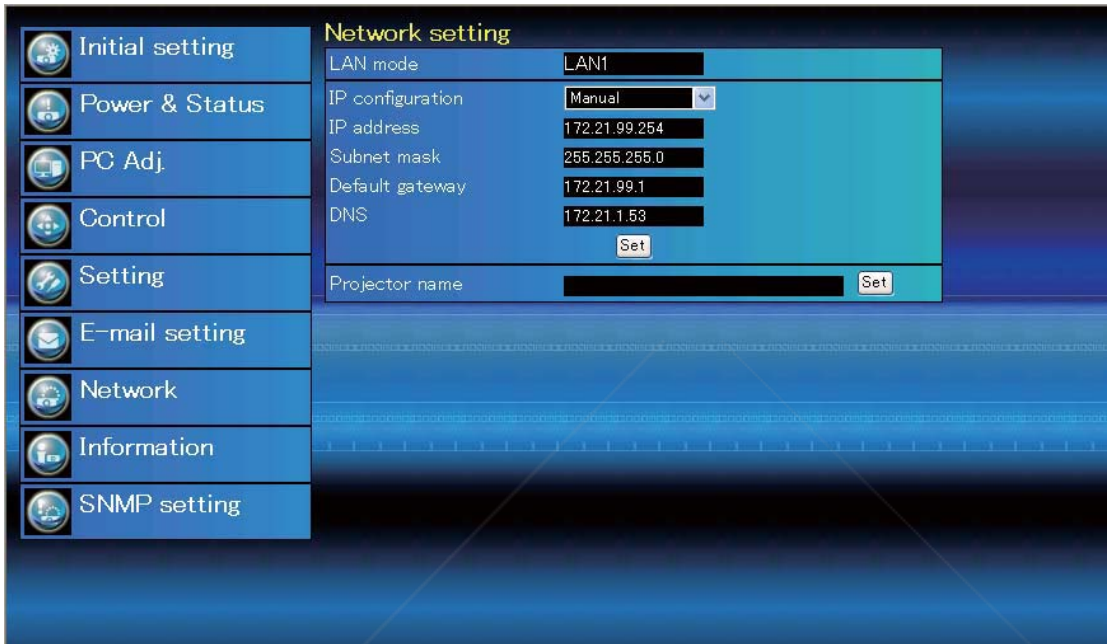 Initial setting
Power & Status
PC Adj.
Control
Setting
E-mail setting
Network
Information
SNMP setting
Network setting
LAN mode LAN1
IP configuration Manual
IP address 172.21.99.254
Subnet mask 255.255.255.0
Default gateway 172.21.99.1
DNS 172.21.1.53
Set
Projector name Set